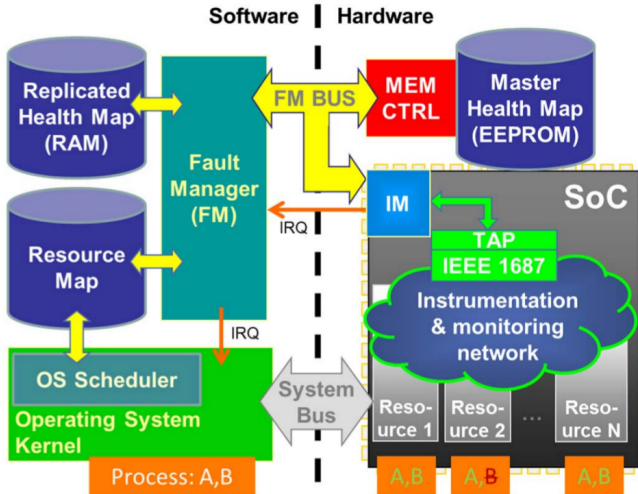 Software
Hardware
Replicated
Health Map
(RAM)
Fault
Manager
(FM)
FM BUS
MEM
CTRL
Master
Health Map
(EEPROM)
IRQ
IM
SoC
TAP
IEEE 1687
Resource
Map
Instrumentation
& monitoring
network
IRQ
OS Scheduler
Operating System
Kernel
System
Bus
Reso-
urce 1
Reso-
urce 2
...
Reso-
urce N
Process: A,B
A,B
A,B
A,B